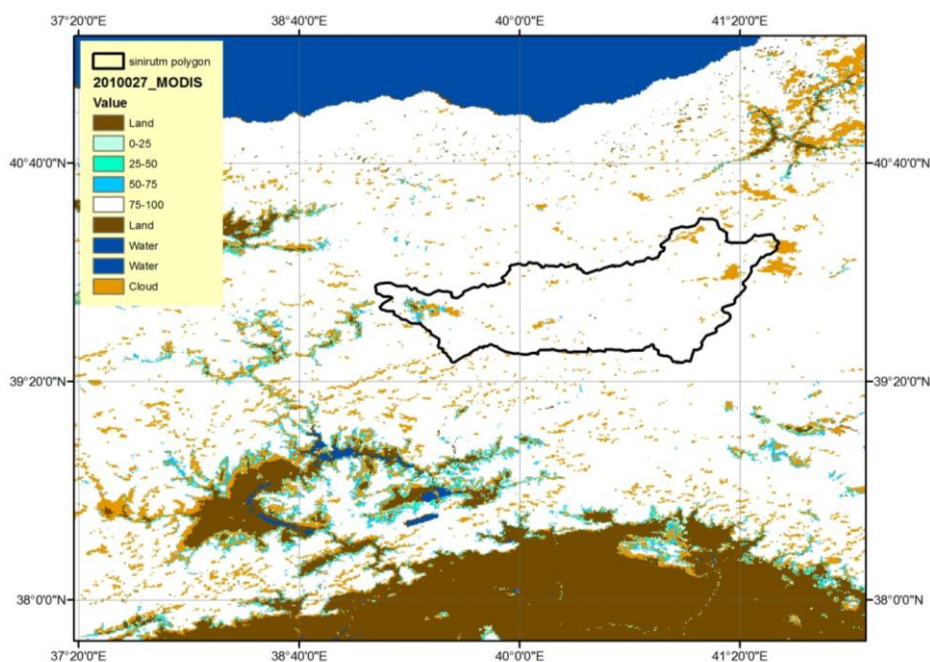 37°20'0"E 38°40'0"E 40°0'0"E 41°20'0"E
sinirutm polygon
2010027_MODIS
Value
Land
0-25
25-50
50-75
75-100
Land
Water
Water
Cloud
40°40'0"N 40°40'0"N
39°20'0"N 39°20'0"N
38°0'0"N 38°0'0"N
37°20'0"E 38°40'0"E 40°0'0"E 41°20'0"E